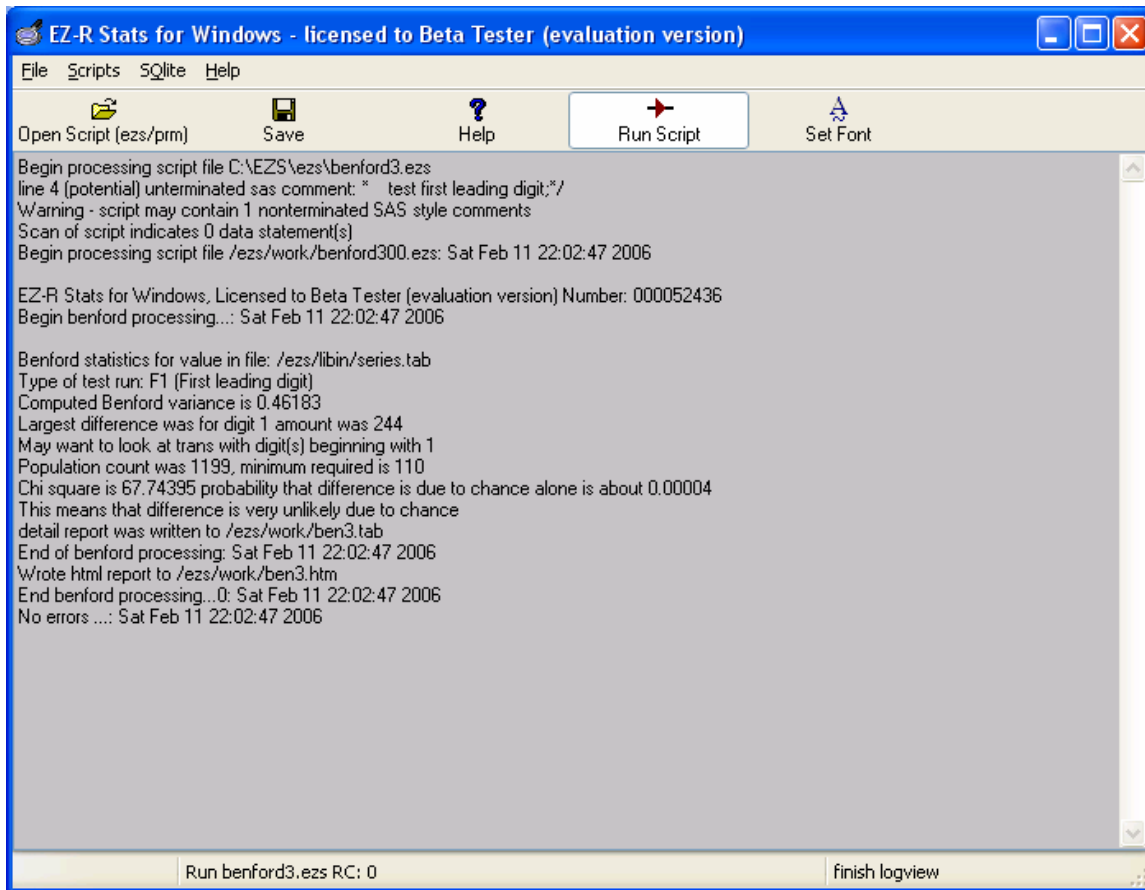 EZ-R Stats for Windows - licensed to Beta Tester (evaluation version)
File Scripts SQlite Help
Open Script (ezs/prm) Save Help Run Script Set Font
Begin processing script file C:\EZS\ezs\benford3.ezs
line 4 (potential) unterminated sas comment: * test first leading digit;*/
Warning - script may contain 1 nonterminated SAS style comments
Scan of script indicates 0 data statement(s)
Begin processing script file /ezs/work/benford300.ezs: Sat Feb 11 22:02:47 2006
EZ-R Stats for Windows, Licensed to Beta Tester (evaluation version) Number: 000052436
Begin benford processing...: Sat Feb 11 22:02:47 2006
Benford statistics for value in file: /ezs/libin/series.tab
Type of test run: F1 (First leading digit)
Computed Benford variance is 0.46183
Largest difference was for digit 1 amount was 244
May want to look at trans with digit(s) beginning with 1
Population count was 1199, minimum required is 110
Chi square is 67.74395 probability that difference is due to chance alone is about 0.00004
This means that difference is very unlikely due to chance
detail report was written to /ezs/work/ben3.tab
End of benford processing: Sat Feb 11 22:02:47 2006
Wrote html report to /ezs/work/ben3.htm
End benford processing...0: Sat Feb 11 22:02:47 2006
No errors ...: Sat Feb 11 22:02:47 2006
Run benford3.ezs RC: 0 finish logview